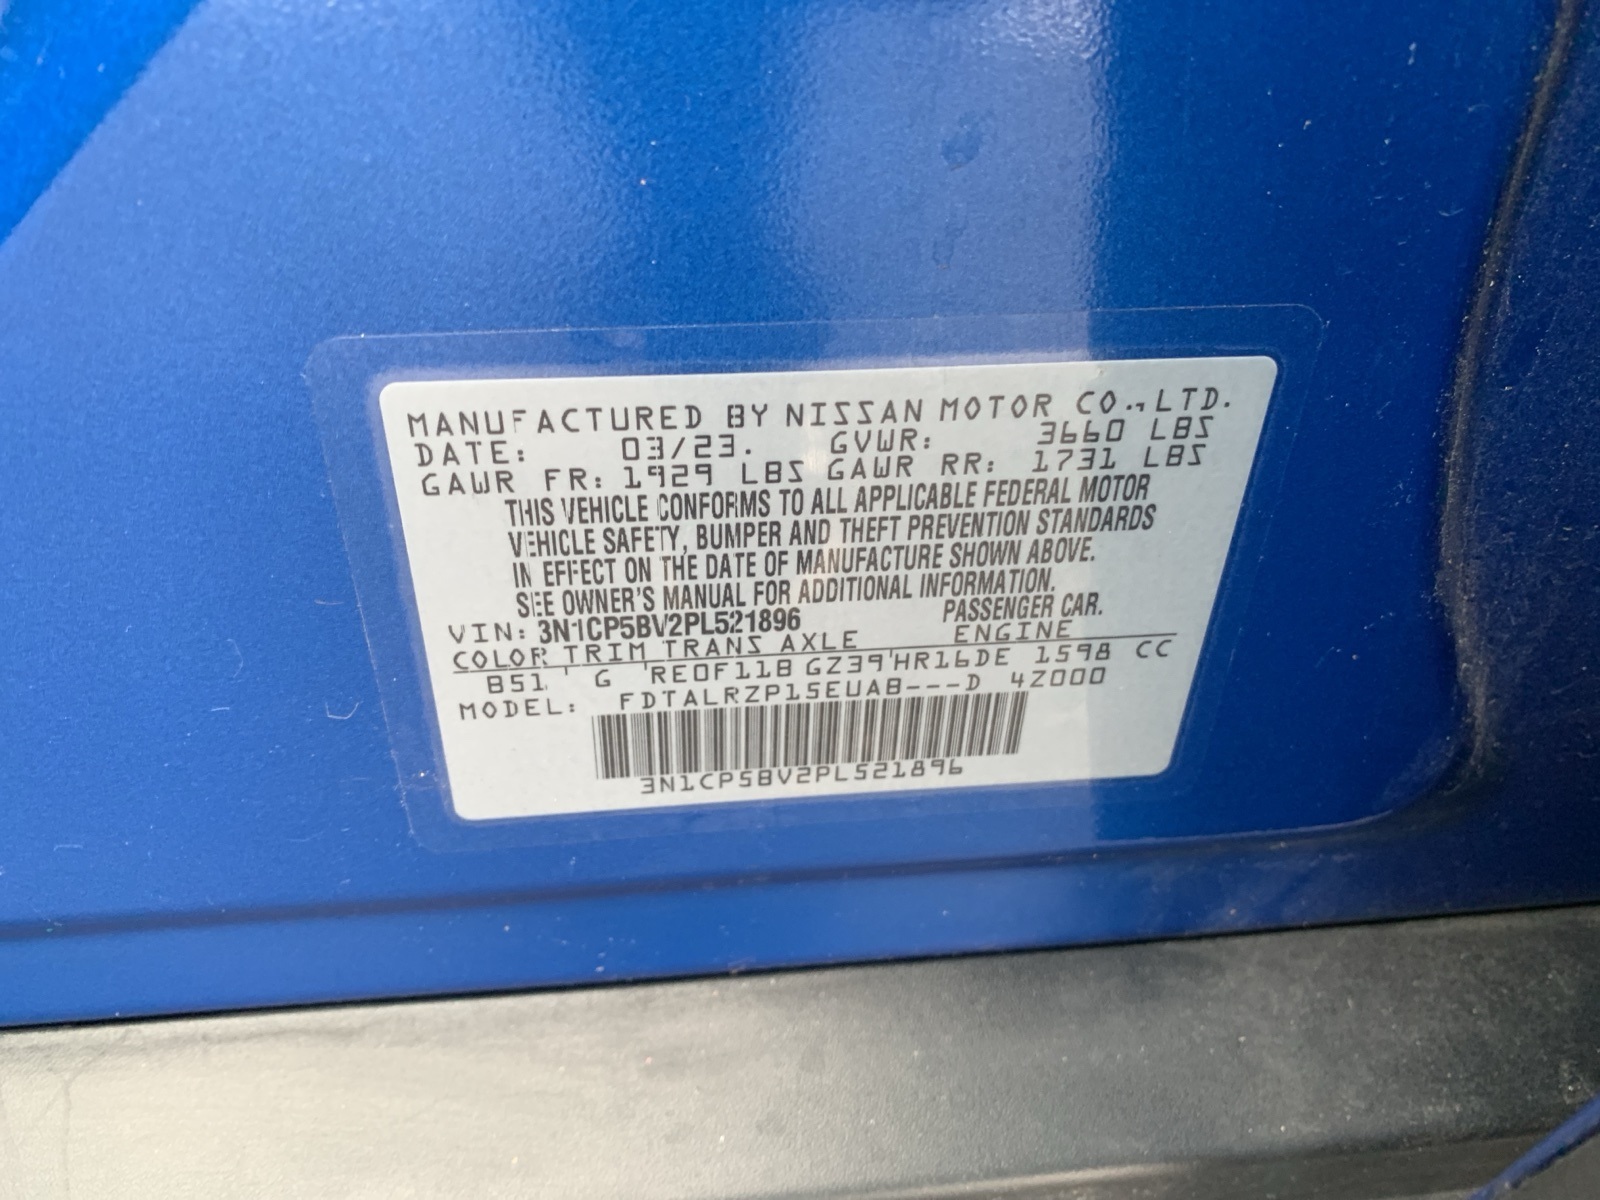 MANUFACTURED BY NISSAN MOTOR CO., LTD.
DATE: 03/23. GVWR: 3660 LBS
GAWR FR: 1929 LBS GAWR RR: 1731 LBS
THIS VEHICLE CONFORMS TO ALL APPLICABLE FEDERAL MOTOR
VEHICLE SAFETY, BUMPER AND THEFT PREVENTION STANDARDS
IN EFFECT ON THE DATE OF MANUFACTURE SHOWN ABOVE.
SEE OWNER'S MANUAL FOR ADDITIONAL INFORMATION.
VIN: 3N1CP5BV2PL521896 PASSENGER CAR.
COLOR TRIM TRANS AXLE ENGINE
B51 ' G 'RE0F11B GZ39'HR16DE 1598 CC
MODEL: FDTALRZP15EUAB---D 4Z000
3N1CP5BV2PL521896